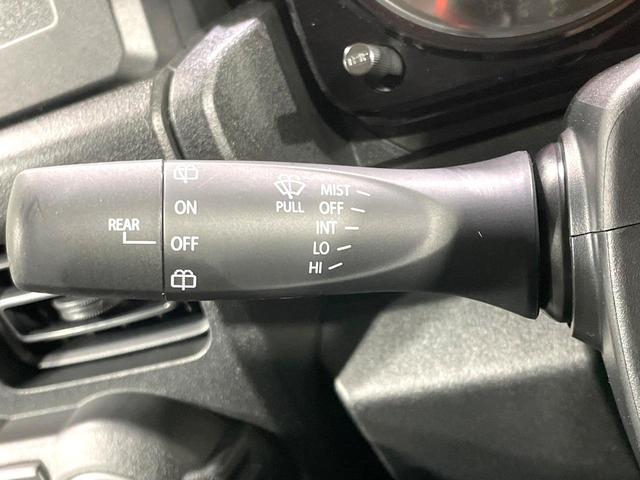 REAR
ON
OFF
PULL
MIST
OFF
INT
LO
HI